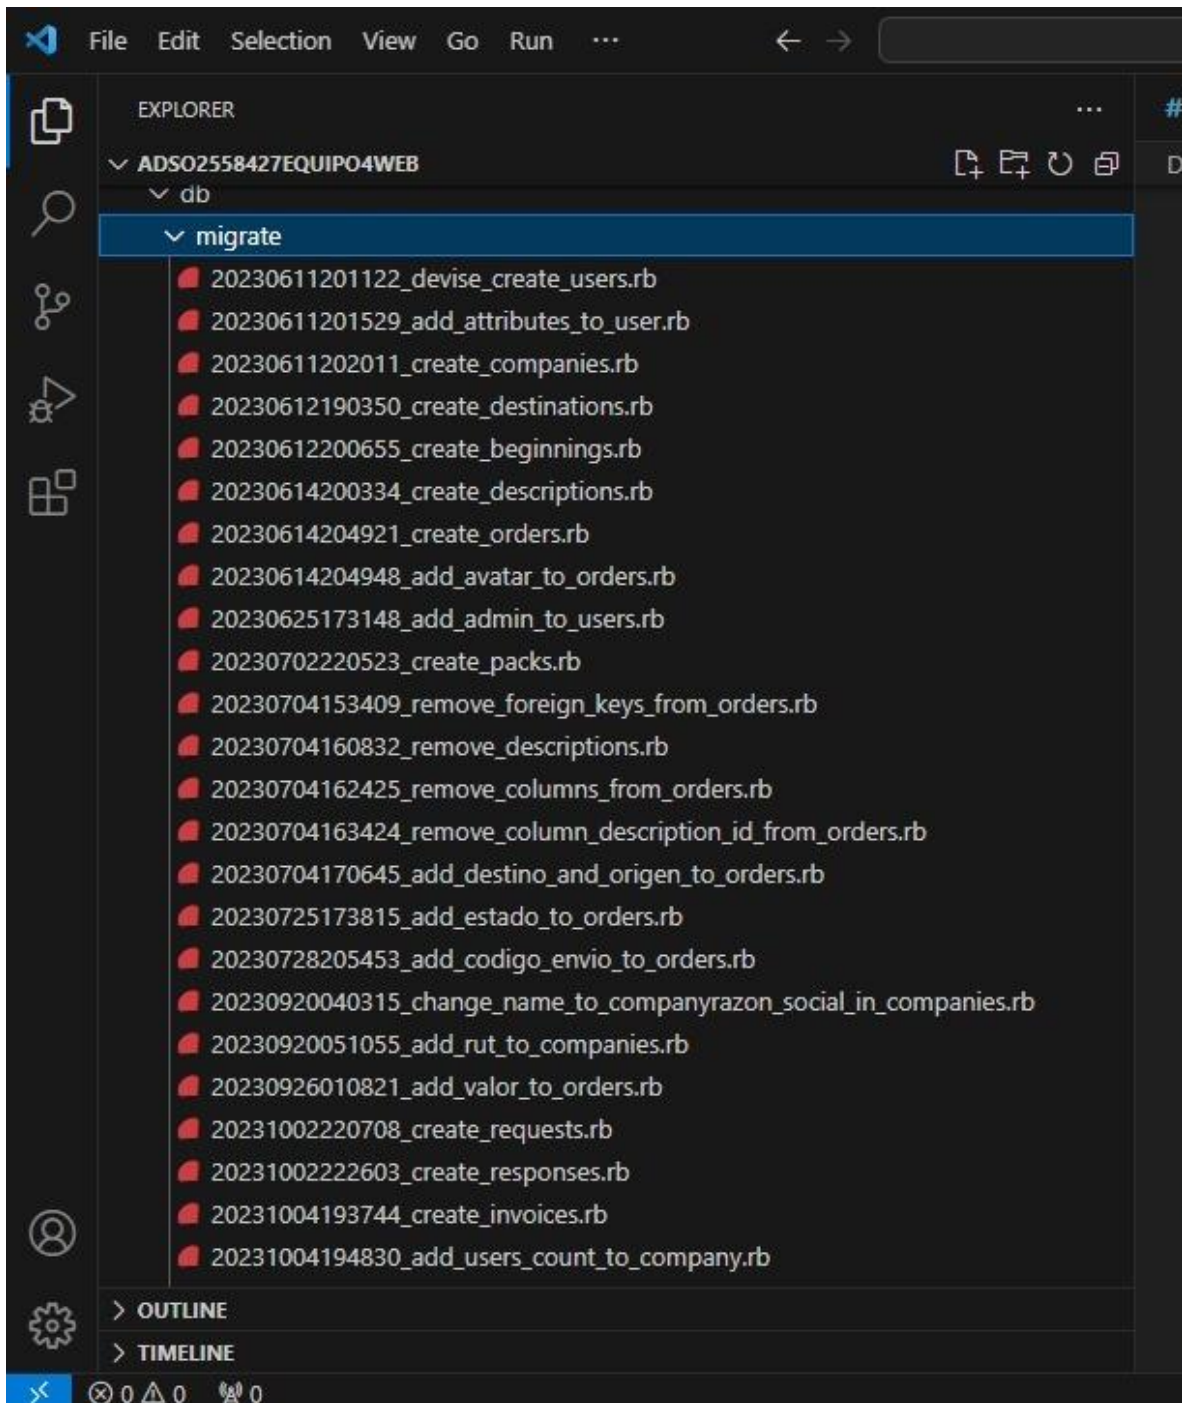 File Edit Selection View Go Run ...
EXPLORER ...
ADSO2558427EQUIPO4WEB
db
migrate
20230611201122_devise_create_users.rb
20230611201529_add_attributes_to_user.rb
20230611202011_create_companies.rb
20230612190350_create_destinations.rb
20230612200655_create_beginnings.rb
20230614200334_create_descriptions.rb
20230614204921_create_orders.rb
20230614204948_add_avatar_to_orders.rb
20230625173148_add_admin_to_users.rb
20230702220523_create_packs.rb
20230704153409_remove_foreign_keys_from_orders.rb
20230704160832_remove_descriptions.rb
20230704162425_remove_columns_from_orders.rb
20230704163424_remove_column_description_id_from_orders.rb
20230704170645_add_destino_and_origen_to_orders.rb
20230725173815_add_estado_to_orders.rb
20230728205453_add_codigo_envio_to_orders.rb
20230920040315_change_name_to_companyrazon_social_in_companies.rb
20230920051055_add_rut_to_companies.rb
20230926010821_add_valor_to_orders.rb
20231002220708_create_requests.rb
20231002222603_create_responses.rb
20231004193744_create_invoices.rb
20231004194830_add_users_count_to_company.rb
OUTLINE
TIMELINE
0 0 0